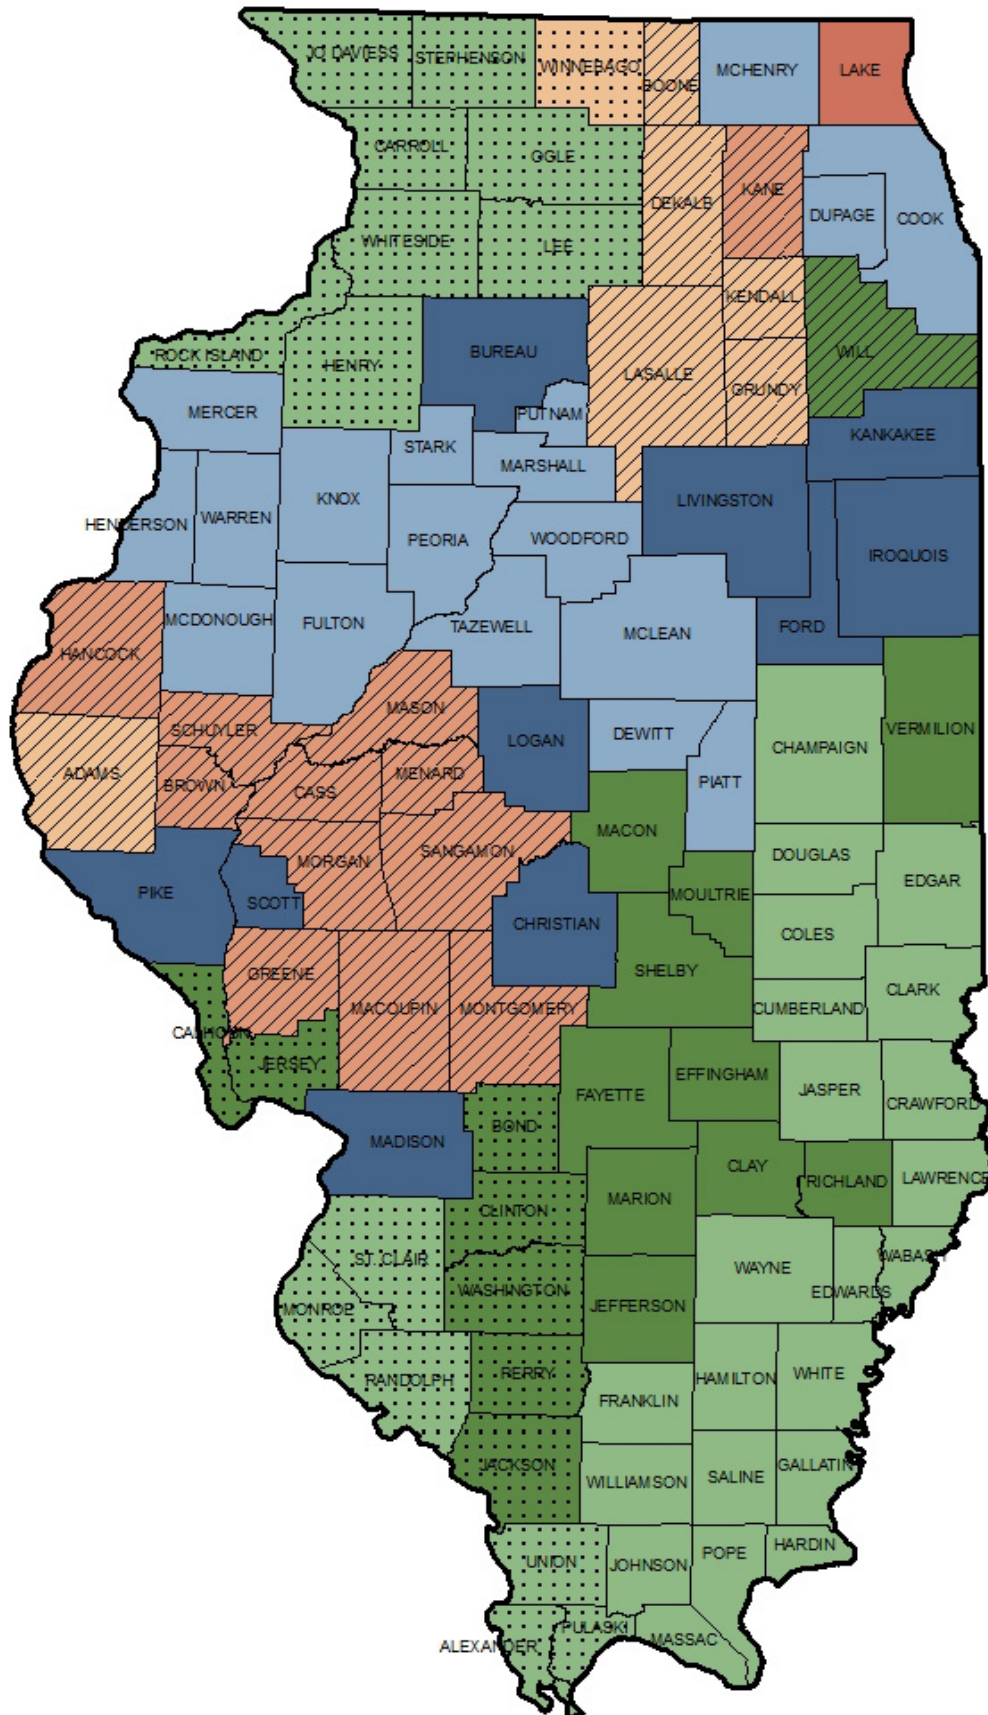 JO DAVIESS
STEPHENSON
WINNEBAGO
BOONE
MCHENRY
LAKE
CARROLL
OGLE
DEKALB
KANE
DUPAGE
COOK
WHITESIDE
LEE
KENDALL
ROCK ISLAND
HENRY
BUREAU
LASALLE
GRUNDY
WILL
MERCER
PUTNAM
KANKAKEE
STARK
MARSHALL
HENDERSON
WARREN
KNOX
PEORIA
WOODFORD
LIVINGSTON
IROQUOIS
MCDONOUGH
FULTON
TAZEWELL
MCLEAN
FORD
HANCOCK
SCHUYLER
MASON
LOGAN
DEWITT
CHAMPAIGN
VERMILION
ADAMS
BROWN
CASS
MENARD
PIATT
MACON
MORGAN
SANGAMON
DOUGLAS
EDGAR
PIKE
SCOTT
CHRISTIAN
MOULTRIE
COLES
SHELBY
GREENE
MACOUPIN
MONTGOMERY
CUMBERLAND
CLARK
CALHOUN
JERSEY
FAYETTE
EFFINGHAM
JASPER
CRAWFORD
MADISON
BOND
CLAY
RICHLAND
LAWRENCE
CLINTON
MARION
ST. CLAIR
WAYNE
EDWARDS
WABASH
MONROE
WASHINGTON
JEFFERSON
RANDOLPH
PERRY
FRANKLIN
HAMILTON
WHITE
JACKSON
WILLIAMSON
SALINE
GALLATIN
UNION
JOHNSON
POPE
HARDIN
ALEXANDER
PULASKI
MASSAC